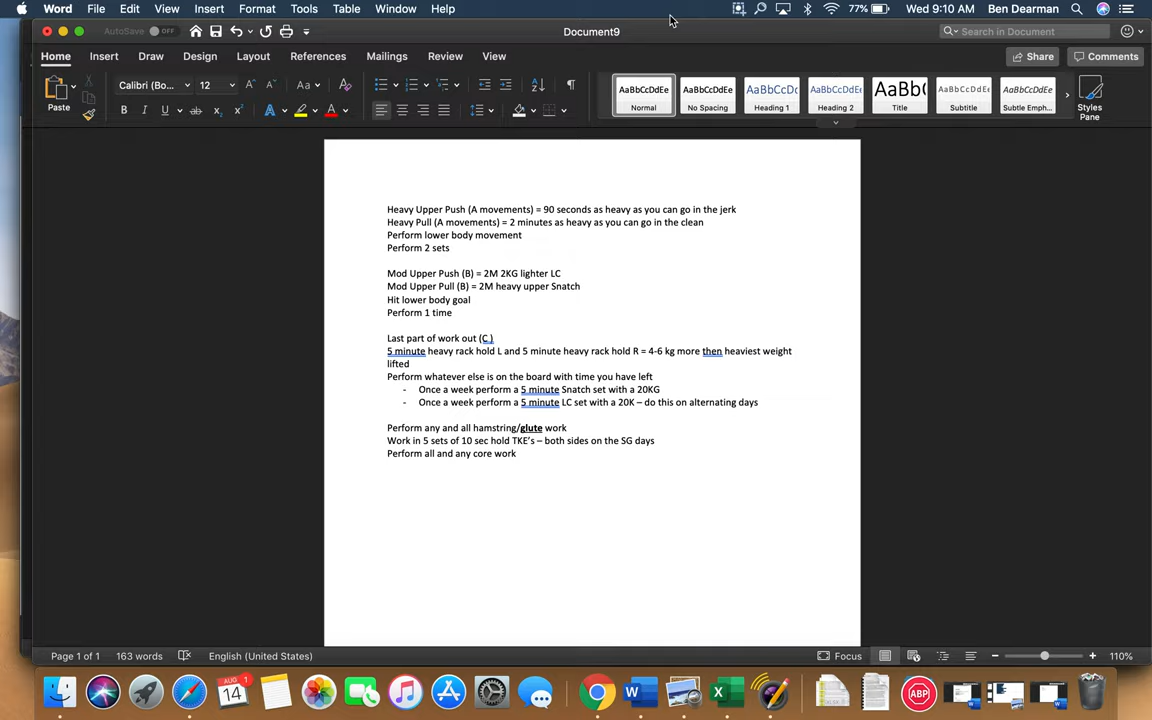 Word File Edit View Insert Format Tools Table Window Help 77% Wed 9:10 AM Ben Dearman
AutoSave OFF Document9 Search in Document
Home Insert Draw Design Layout References Mailings Review View Share Comments
Paste Calibri (Bo... 12 Aa
AaBbCcDdEe AaBbCcDdEe AaBbCcDc AaBbCcDdEe AaBb( AaBbCcDdEe AaBbCcDdEe
Normal No Spacing Heading 1 Heading 2 Title Subtitle Subtle Emph... Styles Pane
Heavy Upper Push (A movements) = 90 seconds as heavy as you can go in the jerk
Heavy Pull (A movements) = 2 minutes as heavy as you can go in the clean
Perform lower body movement
Perform 2 sets
Mod Upper Push (B) = 2M 2KG lighter LC
Mod Upper Pull (B) = 2M heavy upper Snatch
Hit lower body goal
Perform 1 time
Last part of work out (C )
5 minute heavy rack hold L and 5 minute heavy rack hold R = 4-6 kg more then heaviest weight
lifted
Perform whatever else is on the board with time you have left
- Once a week perform a 5 minute Snatch set with a 20KG
- Once a week perform a 5 minute LC set with a 20K – do this on alternating days
Perform any and all hamstring/glute work
Work in 5 sets of 10 sec hold TKE's – both sides on the SG days
Perform all and any core work
Page 1 of 1 163 words English (United States) Focus 110%
AUG 14 1 W X ABP